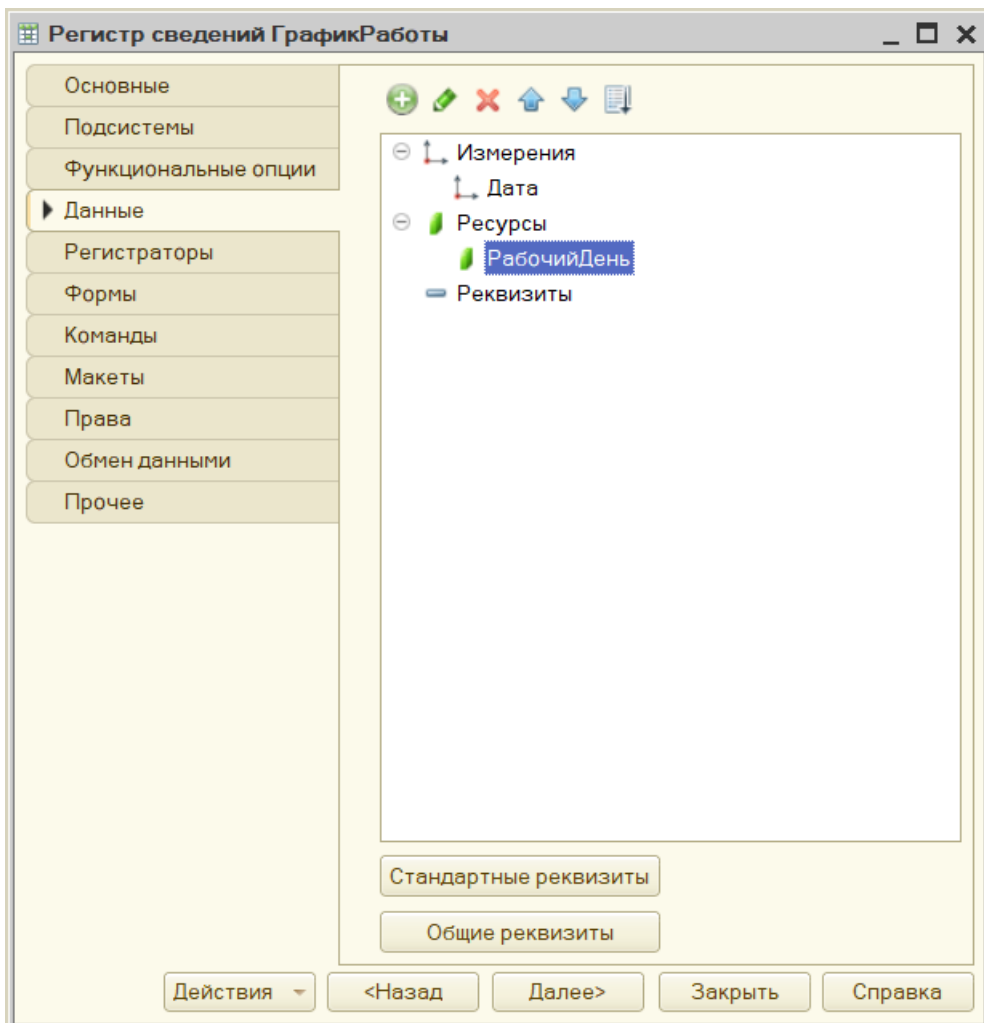 Регистр сведений ГрафикРаботы
Основные
Подсистемы
Функциональные опции
Данные
Регистраторы
Формы
Команды
Макеты
Права
Обмен данными
Прочее
Измерения
Дата
Ресурсы
РабочийДень
Реквизиты
Стандартные реквизиты
Общие реквизиты
Действия <Назад Далее> Закрыть Справка